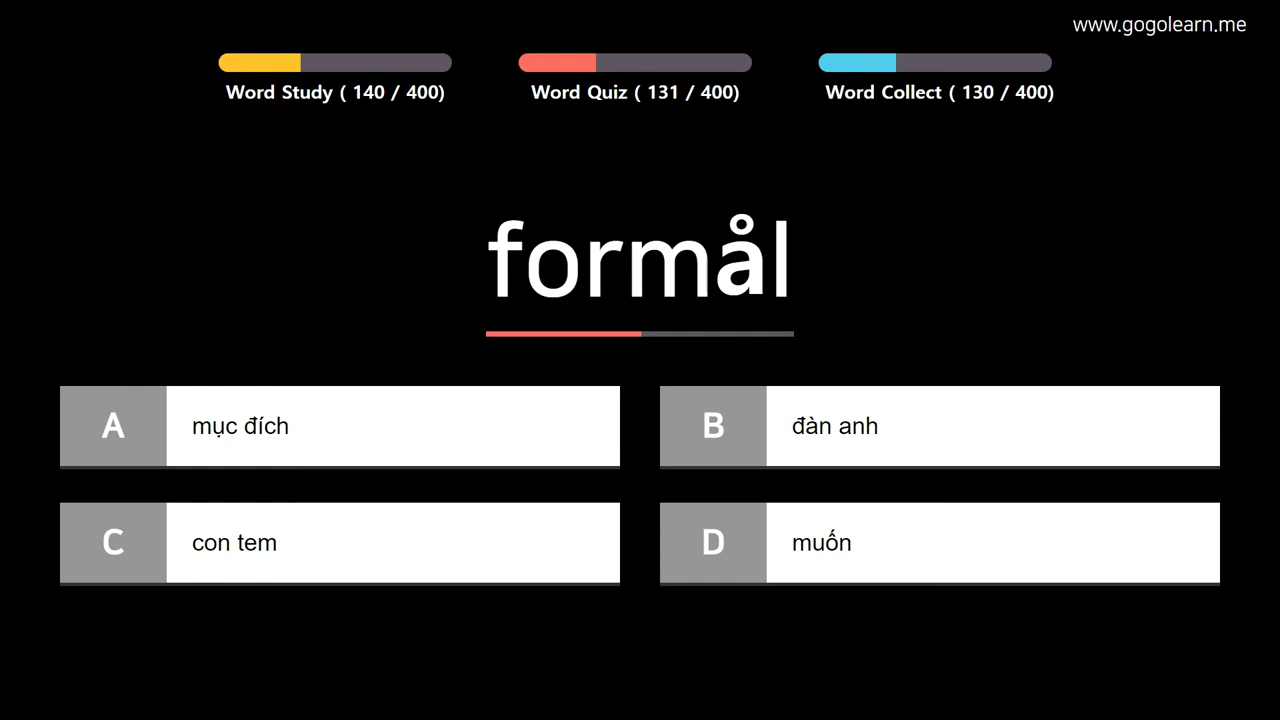 www.gogolearn.me
Word Study ( 140 / 400)
Word Quiz ( 131 / 400)
Word Collect ( 130 / 400)
formål
A mục đích
B đàn anh
C con tem
D muốn